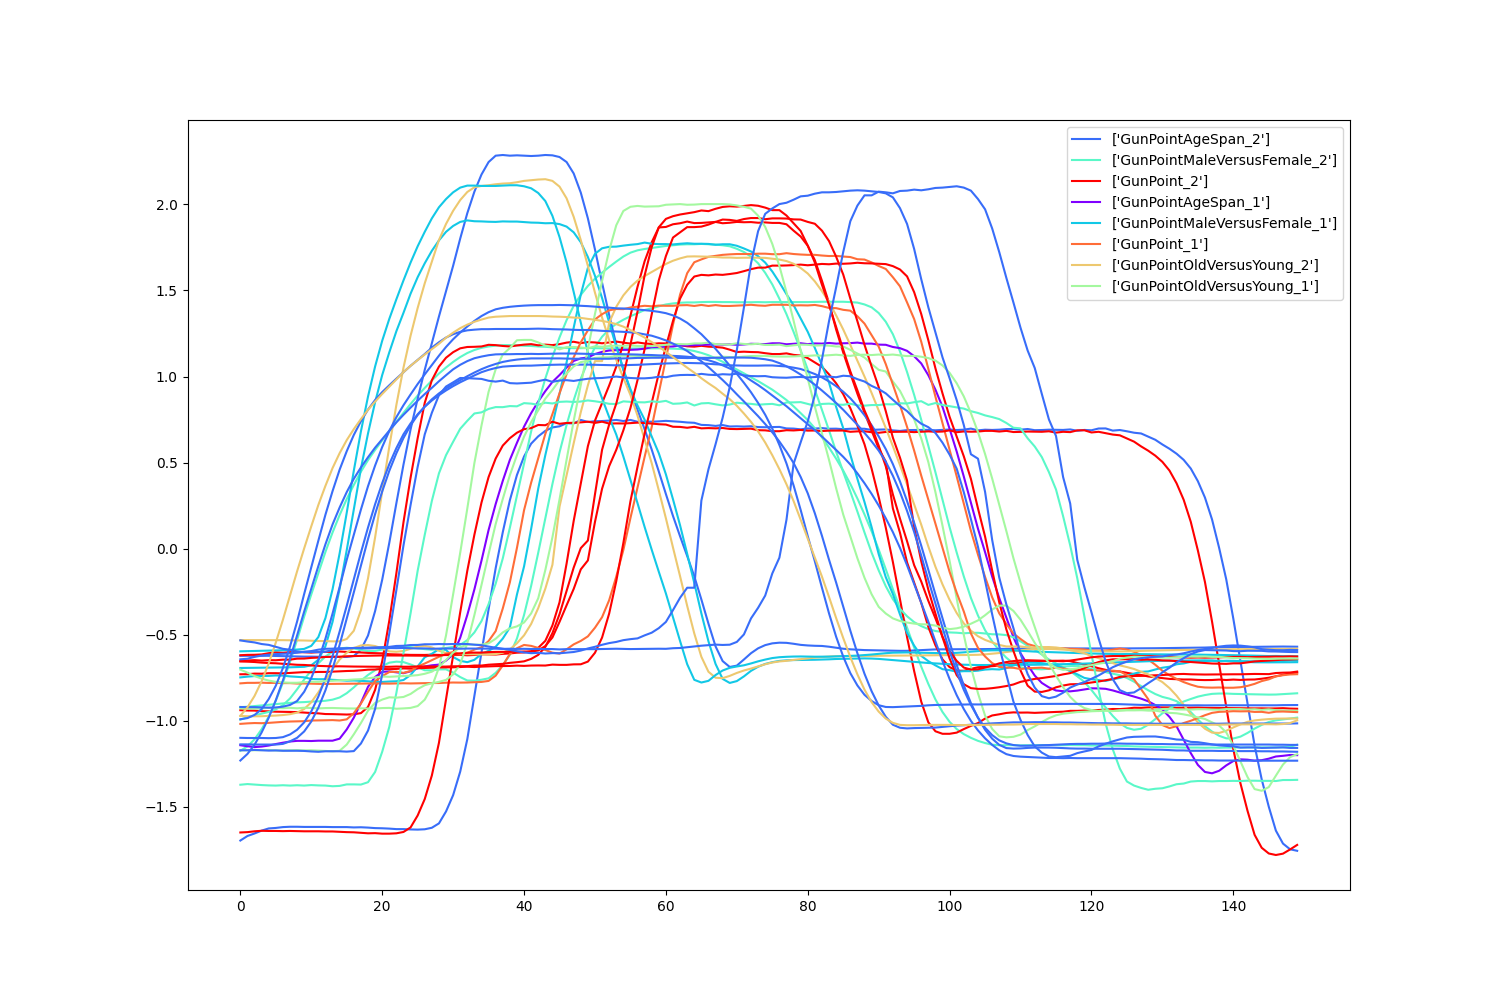 ['GunPointAgeSpan_2']
['GunPointMaleVersusFemale_2']
['GunPoint_2']
['GunPointAgeSpan_1']
['GunPointMaleVersusFemale_1']
['GunPoint_1']
['GunPointOldVersusYoung_2']
['GunPointOldVersusYoung_1']
2.0
1.5
1.0
0.5
0.0
−0.5
−1.0
−1.5
0 20 40 60 80 100 120 140